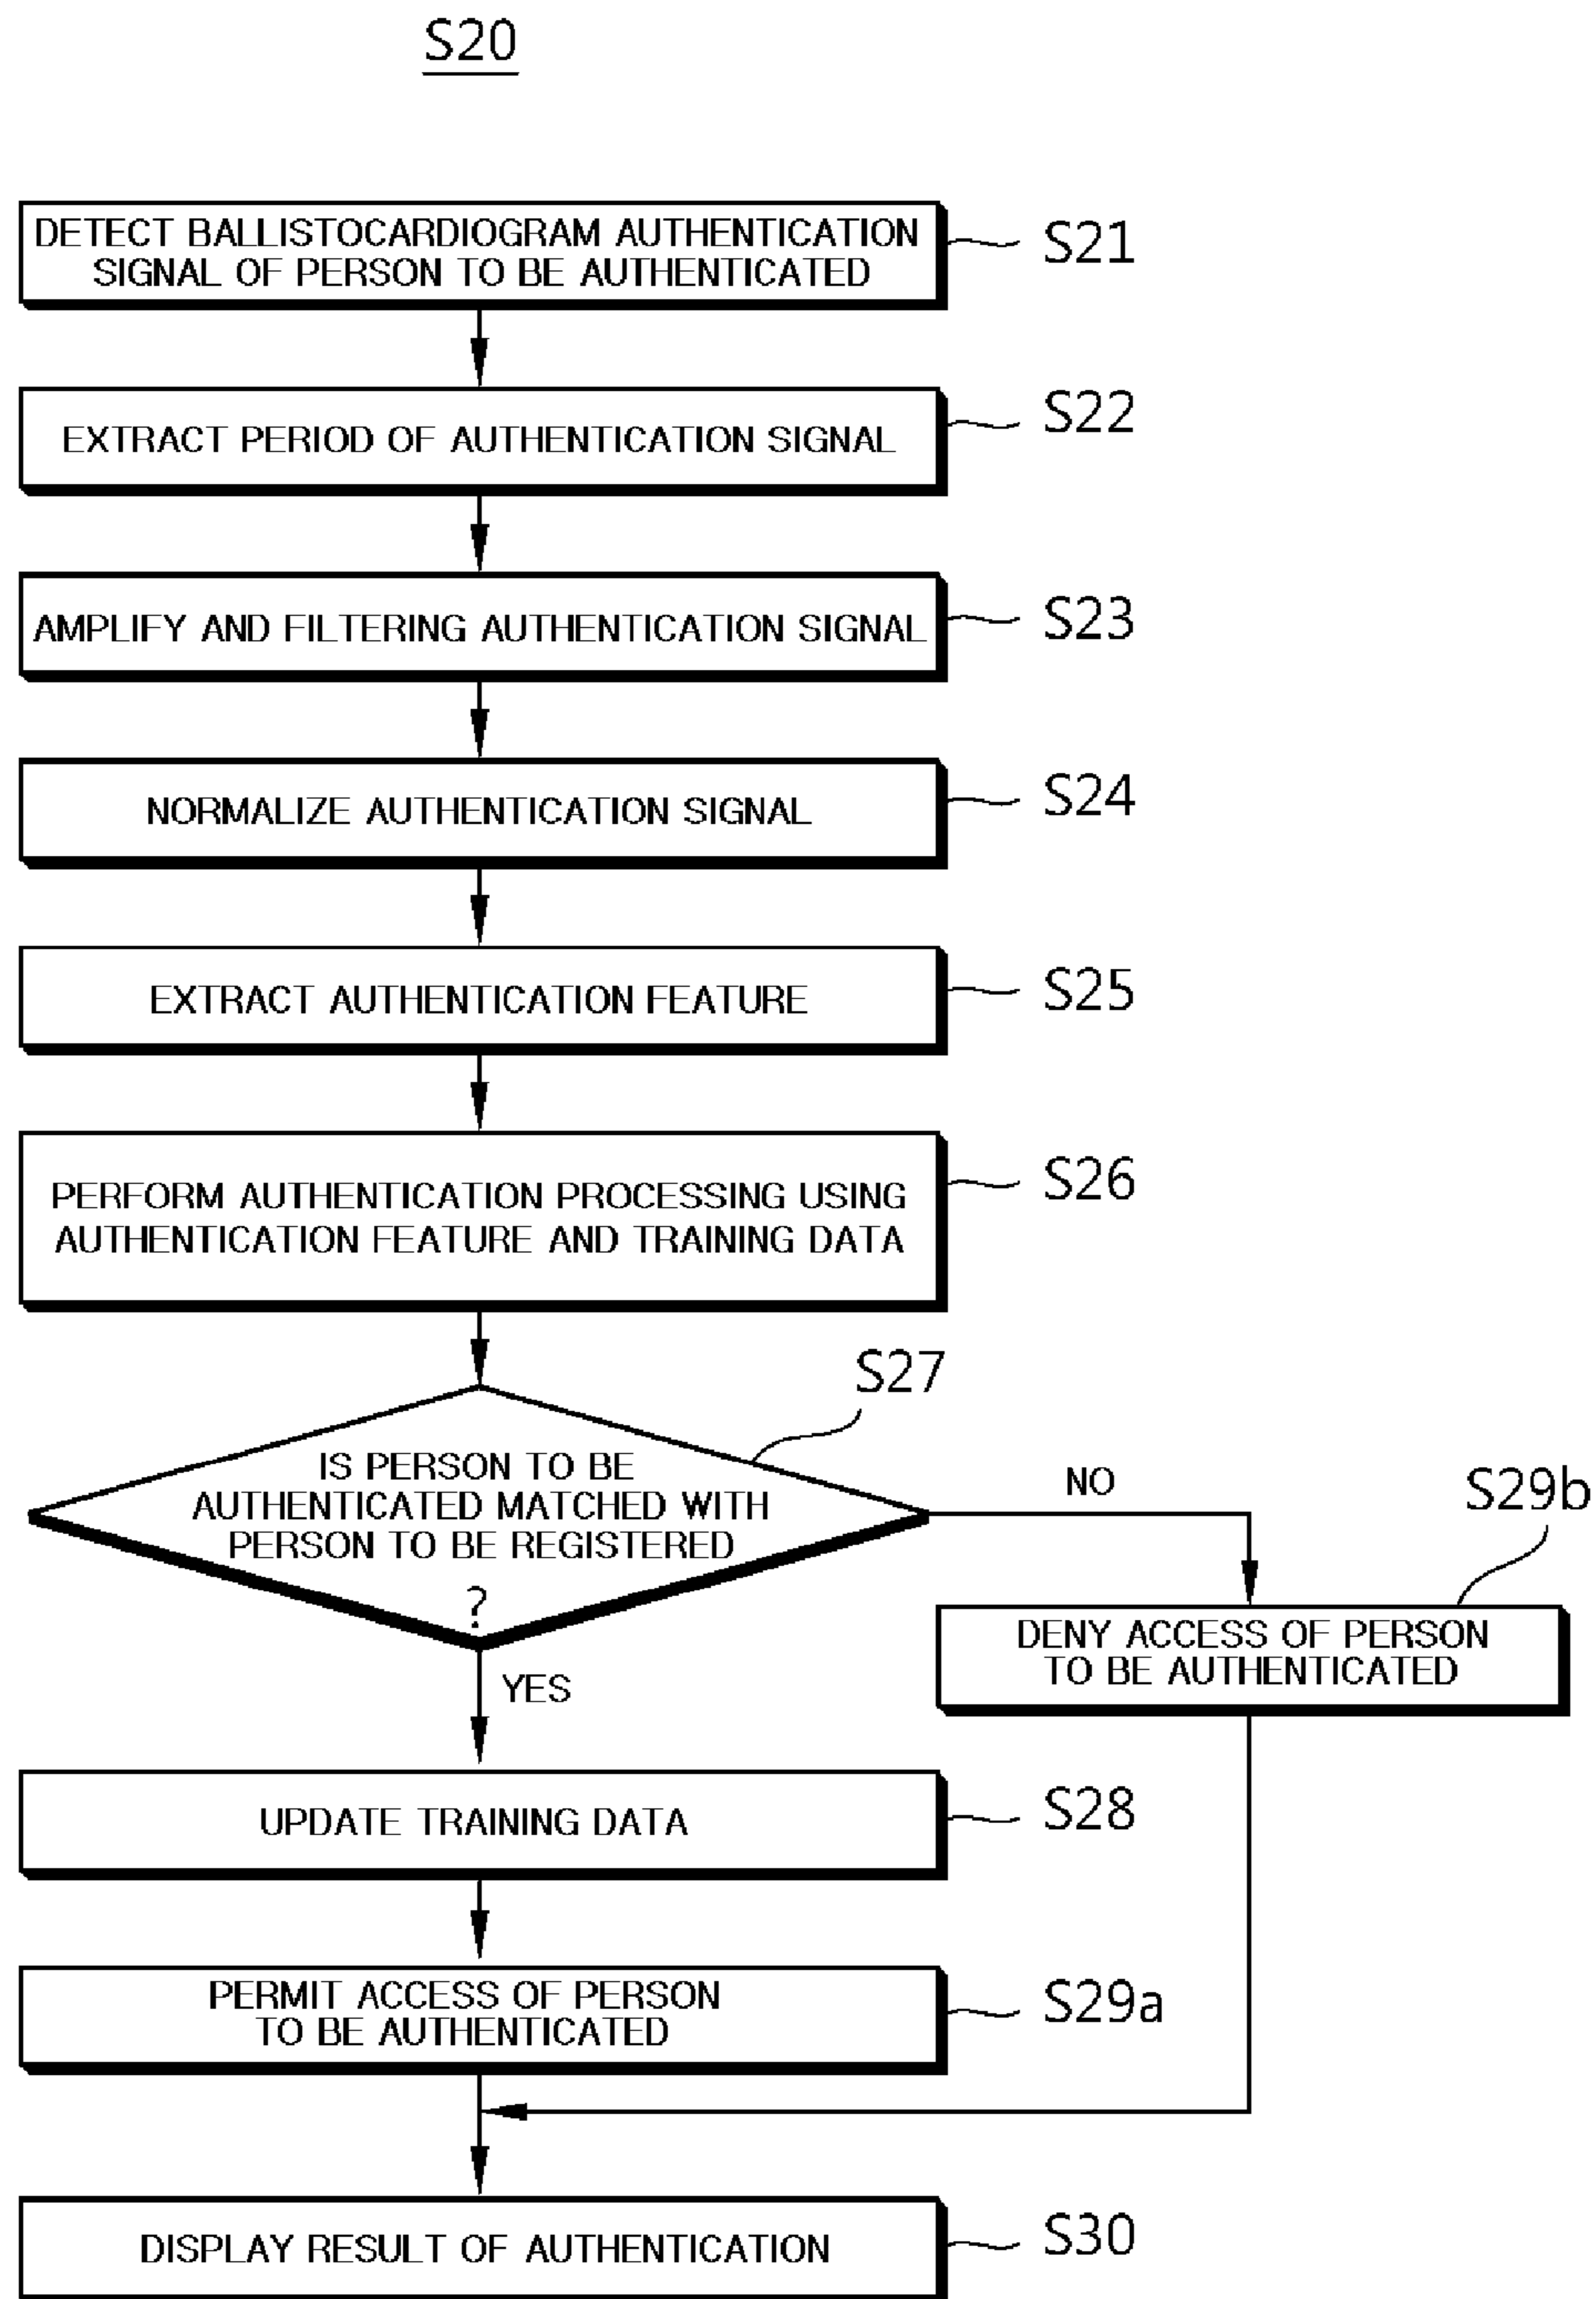 S20
DETECT BALLISTOCARDIOGRAM AUTHENTICATION
SIGNAL OF PERSON TO BE AUTHENTICATED
S21
EXTRACT PERIOD OF AUTHENTICATION SIGNAL
S22
AMPLIFY AND FILTERING AUTHENTICATION SIGNAL
S23
NORMALIZE AUTHENTICATION SIGNAL
S24
EXTRACT AUTHENTICATION FEATURE
S25
PERFORM AUTHENTICATION PROCESSING USING
AUTHENTICATION FEATURE AND TRAINING DATA
S26
S27
IS PERSON TO BE
AUTHENTICATED MATCHED WITH
PERSON TO BE REGISTERED
?
NO
S29b
DENY ACCESS OF PERSON
TO BE AUTHENTICATED
YES
UPDATE TRAINING DATA
S28
PERMIT ACCESS OF PERSON
TO BE AUTHENTICATED
S29a
DISPLAY RESULT OF AUTHENTICATION
S30